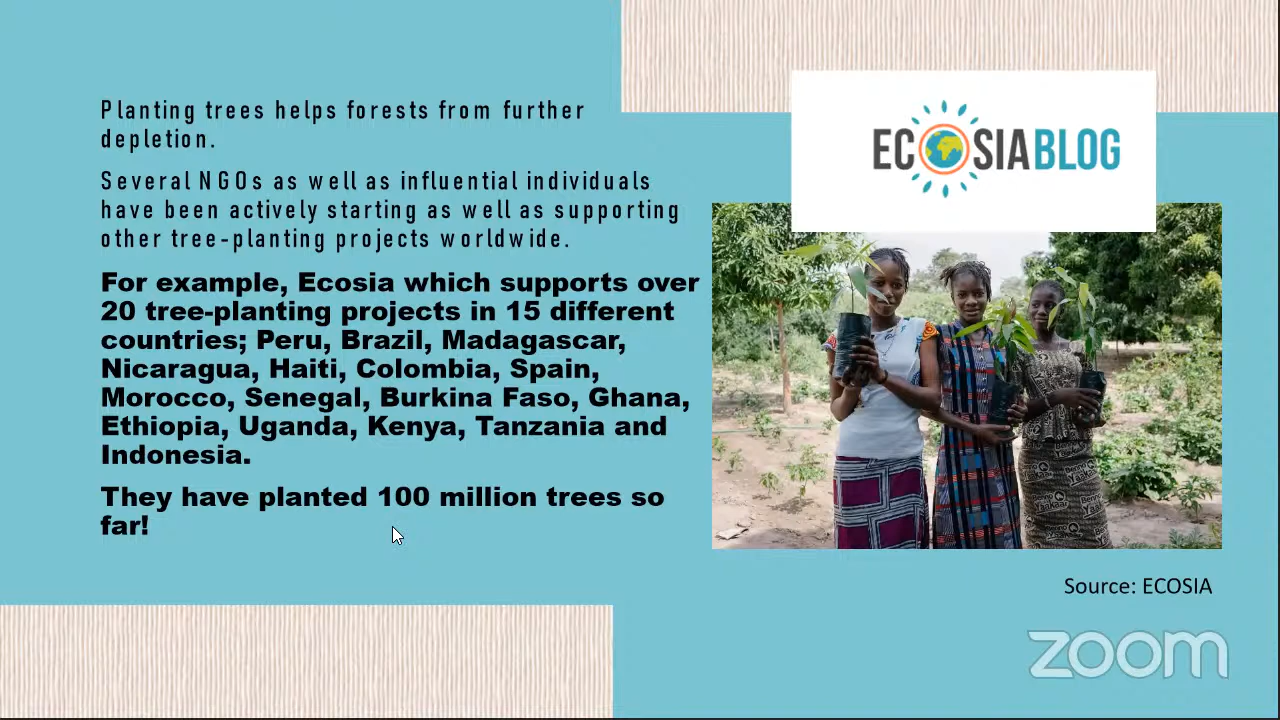 Planting trees helps forests from further
depletion.
Several NGOs as well as influential individuals
have been actively starting as well as supporting
other tree-planting projects worldwide.
For example, Ecosia which supports over
20 tree-planting projects in 15 different
countries; Peru, Brazil, Madagascar,
Nicaragua, Haiti, Colombia, Spain,
Morocco, Senegal, Burkina Faso, Ghana,
Ethiopia, Uganda, Kenya, Tanzania and
Indonesia.
They have planted 100 million trees so
far!
ECOSIABLOG
Source: ECOSIA
zoom